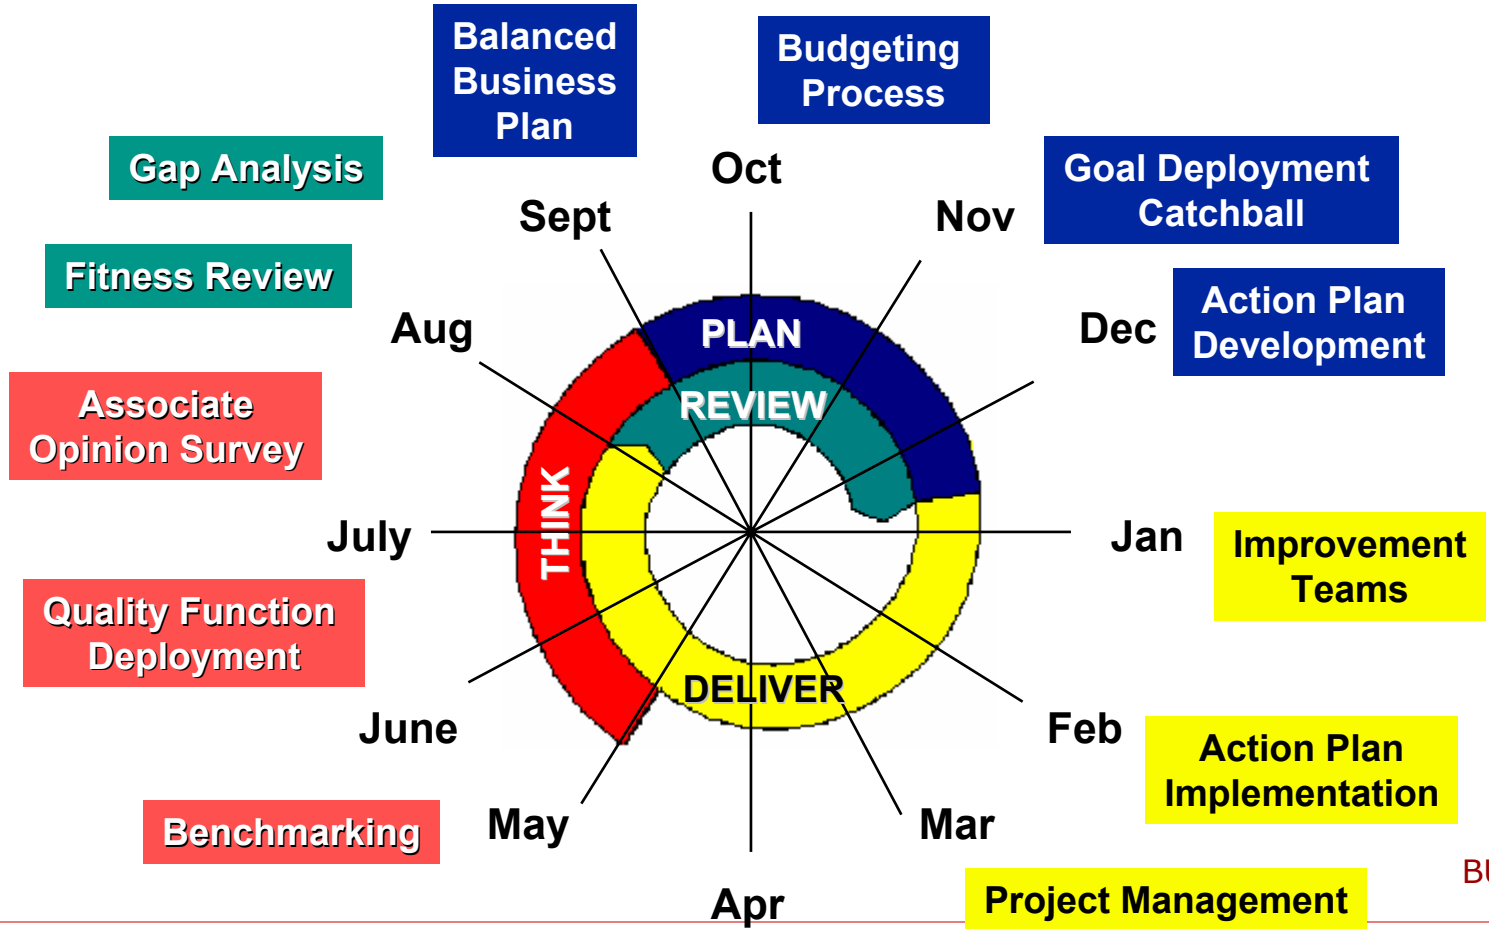 Balanced
Business
Plan
Budgeting
Process
Gap Analysis
Oct
Goal Deployment
Catchball
Sept
Nov
Fitness Review
Action Plan
Development
Aug
Dec
PLAN
REVIEW
Associate
Opinion Survey
THINK
July
Jan
Improvement
Teams
Quality Function
Deployment
DELIVER
June
Feb
Action Plan
Implementation
Benchmarking
May
Mar
Apr
Project Management